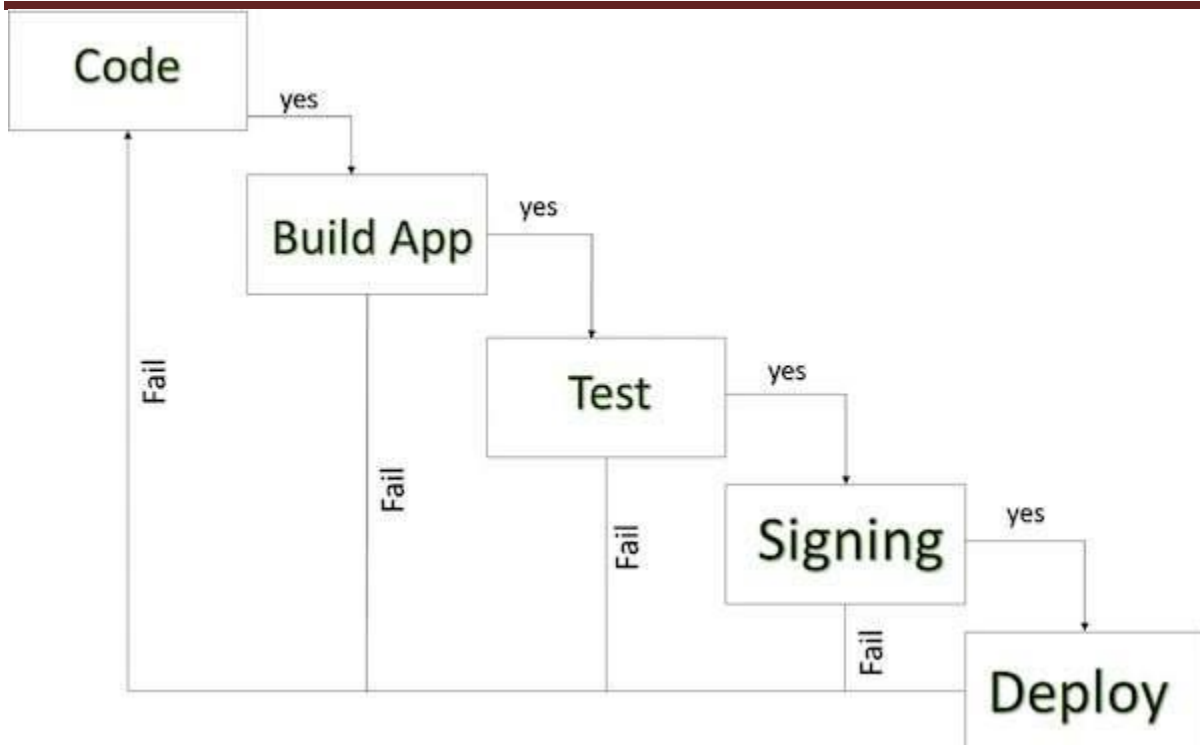 Code
yes
Build App
yes
Fail
Test
yes
Fail
Signing
yes
Fail
Fail
Deploy